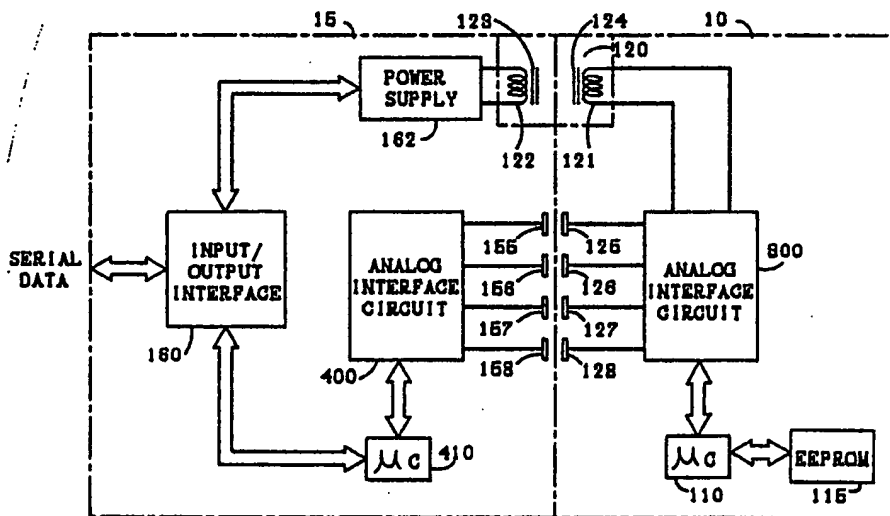 15
123
124
120
10
POWER
SUPPLY
162
122
121
SERIAL
DATA
INPUT/
OUTPUT
INTERFACE
160
ANALOG
INTERFACE
CIRCUIT
400
155
156
157
158
125
126
127
128
ANALOG
INTERFACE
CIRCUIT
800
μC
410
μC
110
EEPROM
115